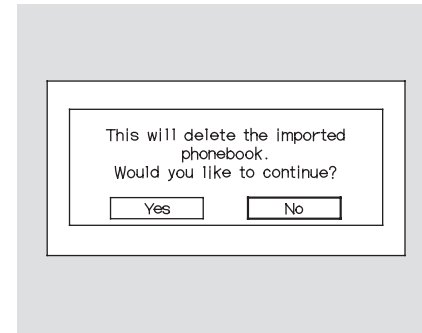 This will delete the imported
phonebook.
Would you like to continue?
Yes No